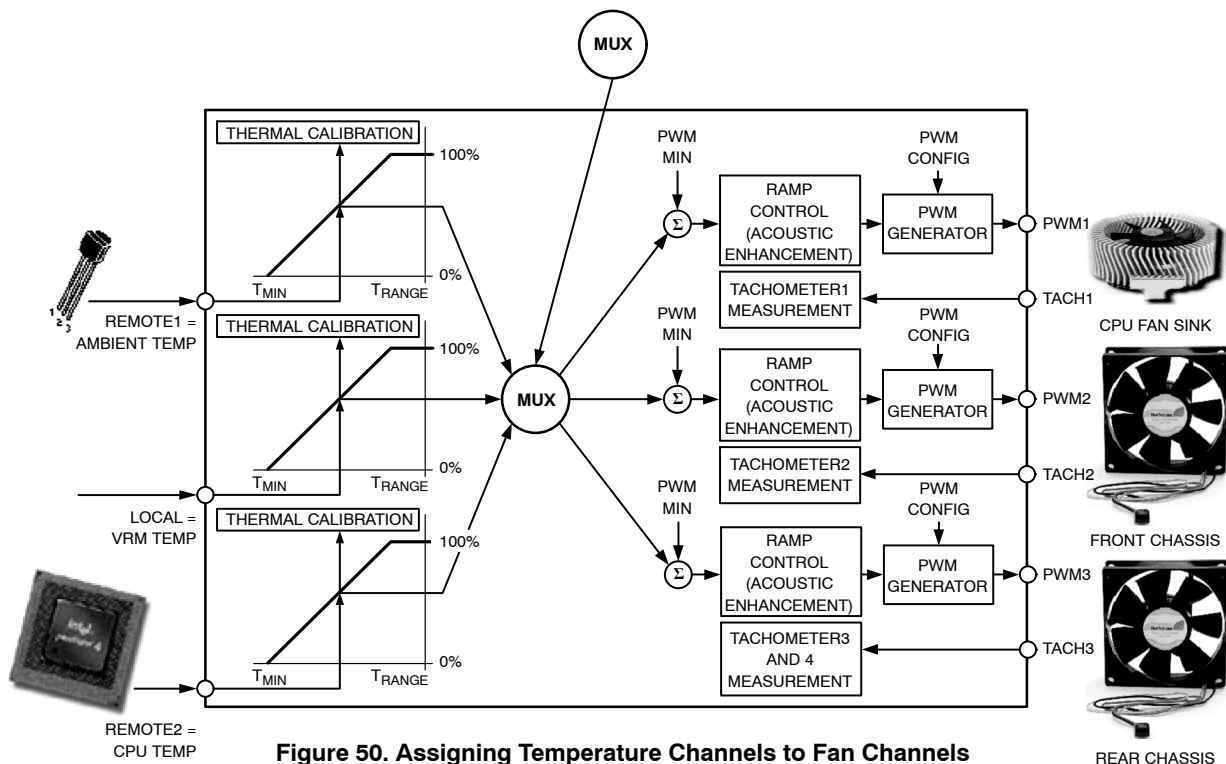 MUX
THERMAL CALIBRATION
100%
0%
T_MIN
T_RANGE
1
2
3
REMOTE1 =
AMBIENT TEMP
THERMAL CALIBRATION
100%
0%
T_MIN
T_RANGE
LOCAL =
VRM TEMP
THERMAL CALIBRATION
100%
0%
T_MIN
T_RANGE
intel
REMOTE2 =
CPU TEMP
MUX
PWM
MIN
Σ
RAMP
CONTROL
(ACOUSTIC
ENHANCEMENT)
PWM
CONFIG
PWM
GENERATOR
PWM1
TACHOMETER1
MEASUREMENT
TACH1
CPU FAN SINK
PWM
MIN
Σ
RAMP
CONTROL
(ACOUSTIC
ENHANCEMENT)
PWM
CONFIG
PWM
GENERATOR
PWM2
TACHOMETER2
MEASUREMENT
TACH2
FRONT CHASSIS
PWM
MIN
Σ
RAMP
CONTROL
(ACOUSTIC
ENHANCEMENT)
PWM
CONFIG
PWM
GENERATOR
PWM3
TACHOMETER3
AND 4
MEASUREMENT
TACH3
REAR CHASSIS
Figure 50. Assigning Temperature Channels to Fan Channels